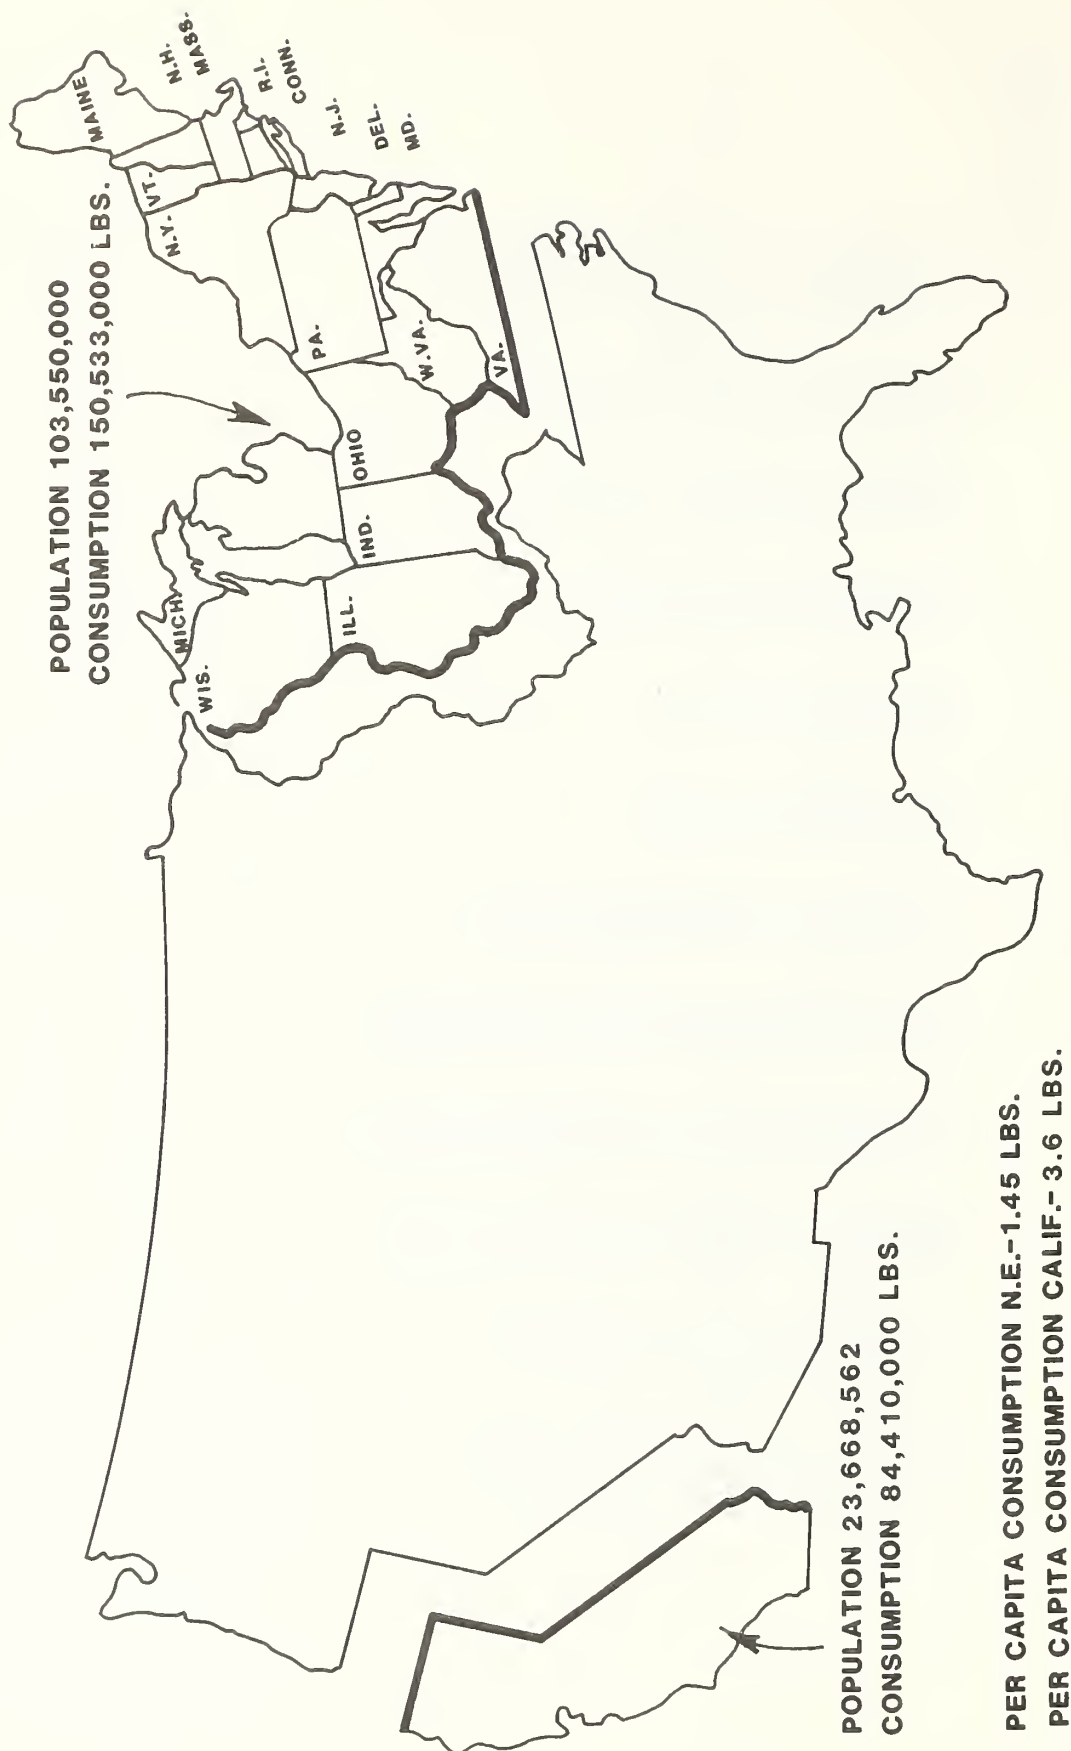 POPULATION 103,550,000
CONSUMPTION 150,533,000 LBS.
WIS.
MICH.
ILL.
IND.
OHIO
PA.
W.VA.
VA.
N.Y.
VT.
MAINE
N.H.
MASS.
R.I.
CONN.
N.J.
DEL.
MD.
POPULATION 23,668,562
CONSUMPTION 84,410,000 LBS.
PER CAPITA CONSUMPTION N.E.-1.45 LBS.
PER CAPITA CONSUMPTION CALIF.- 3.6 LBS.